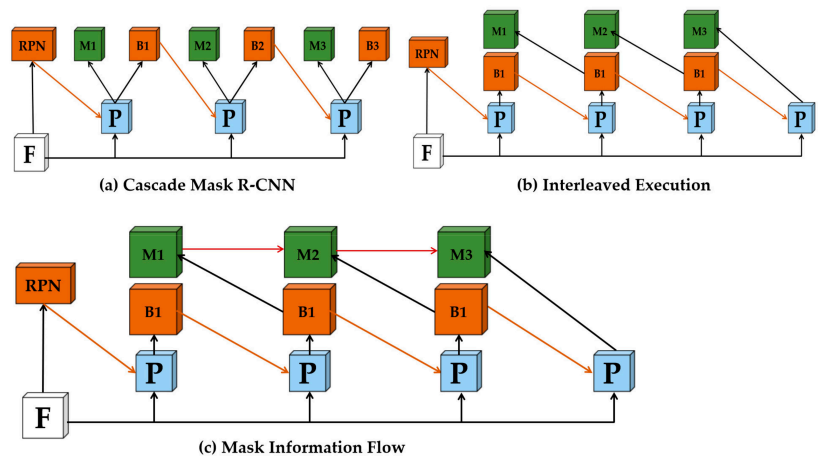 RPN M1 B1 M2 B2 M3 B3
P P P
F
(a) Cascade Mask R-CNN
M1 M2 M3
RPN B1 B1 B1
P P P P
F
(b) Interleaved Execution
M1 M2 M3
RPN B1 B1 B1
P P P P
F
(c) Mask Information Flow